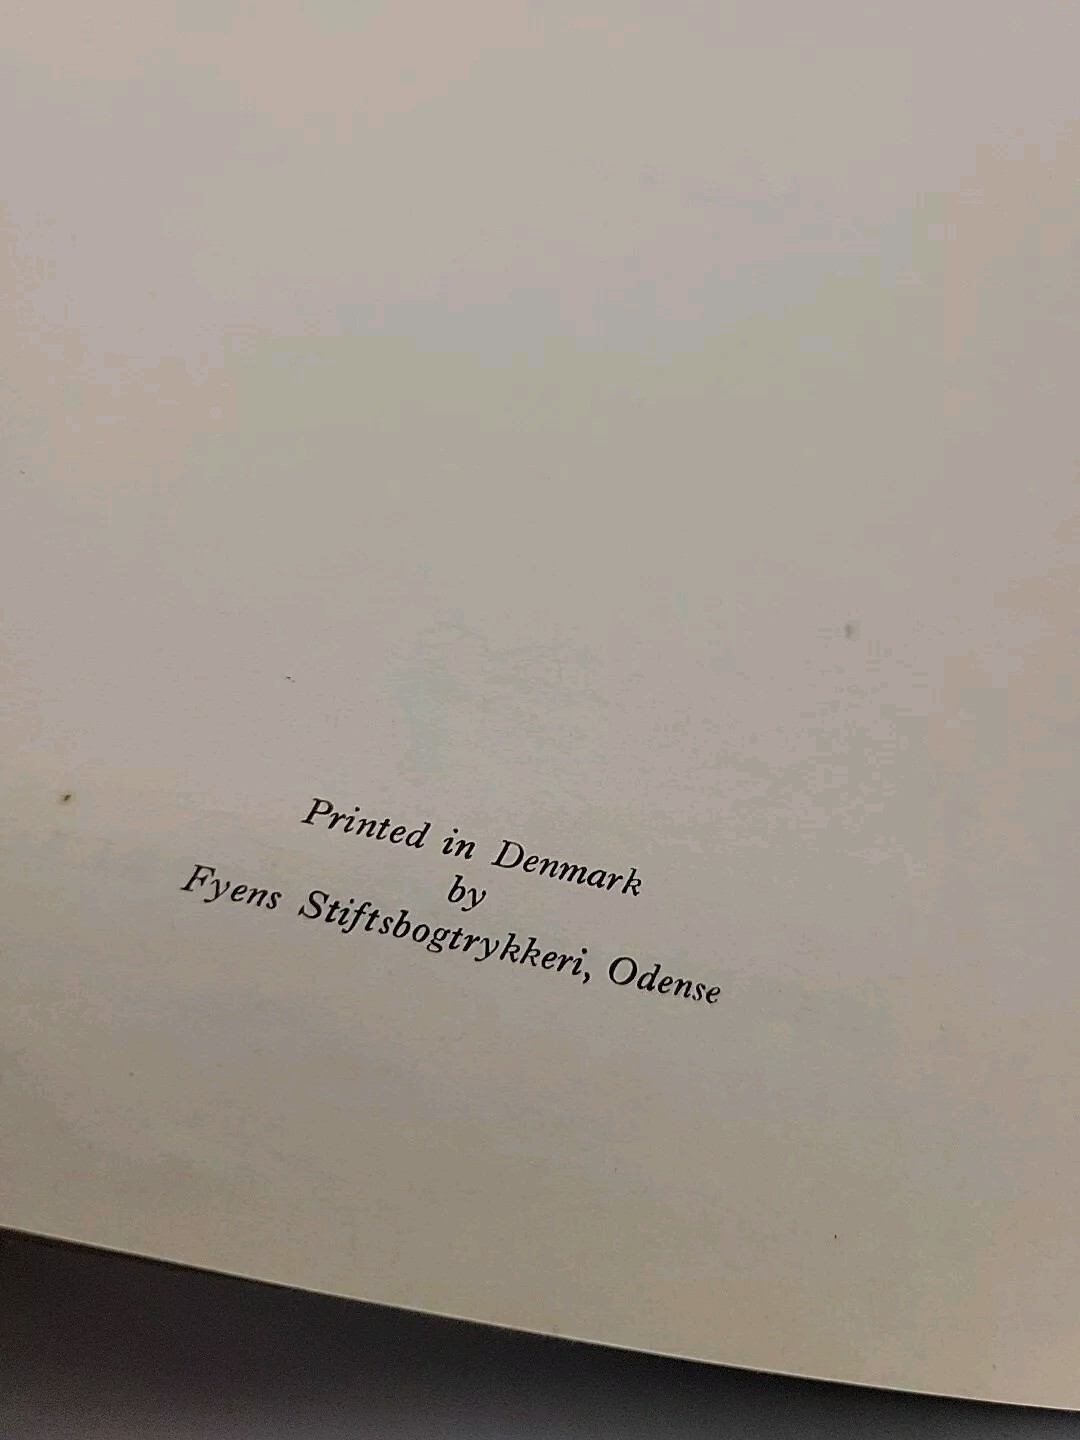 Printed in Denmark
by
Fyens Stiftsbogtrykkeri, Odense